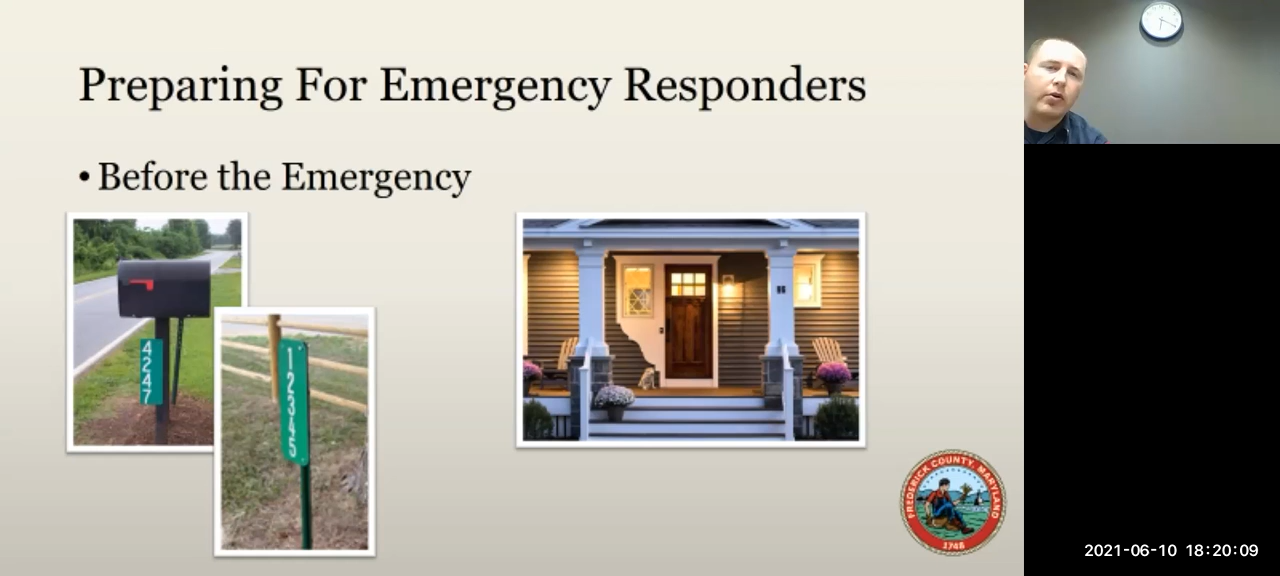 Preparing For Emergency Responders
• Before the Emergency
4247
12345
86
FREDERICK COUNTY, MARYLAND
1748
2021-06-10 18:20:09